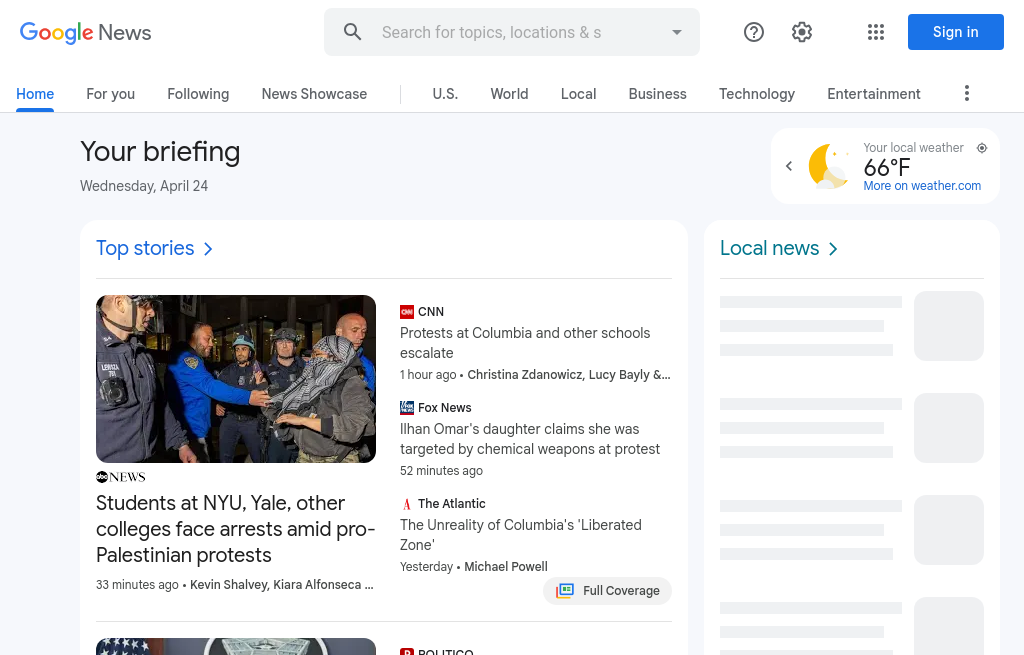 Google News
Search for topics, locations & s
Sign in
Home
For you
Following
News Showcase
U.S.
World
Local
Business
Technology
Entertainment
Your briefing
Wednesday, April 24
Your local weather
66°F
More on weather.com
Top stories
Local news
abc NEWS
Students at NYU, Yale, other
colleges face arrests amid pro-
Palestinian protests
33 minutes ago • Kevin Shalvey, Kiara Alfonseca ...
CNN
Protests at Columbia and other schools
escalate
1 hour ago • Christina Zdanowicz, Lucy Bayly &...
Fox News
Ilhan Omar's daughter claims she was
targeted by chemical weapons at protest
52 minutes ago
The Atlantic
The Unreality of Columbia's 'Liberated
Zone'
Yesterday • Michael Powell
Full Coverage
POLITICO